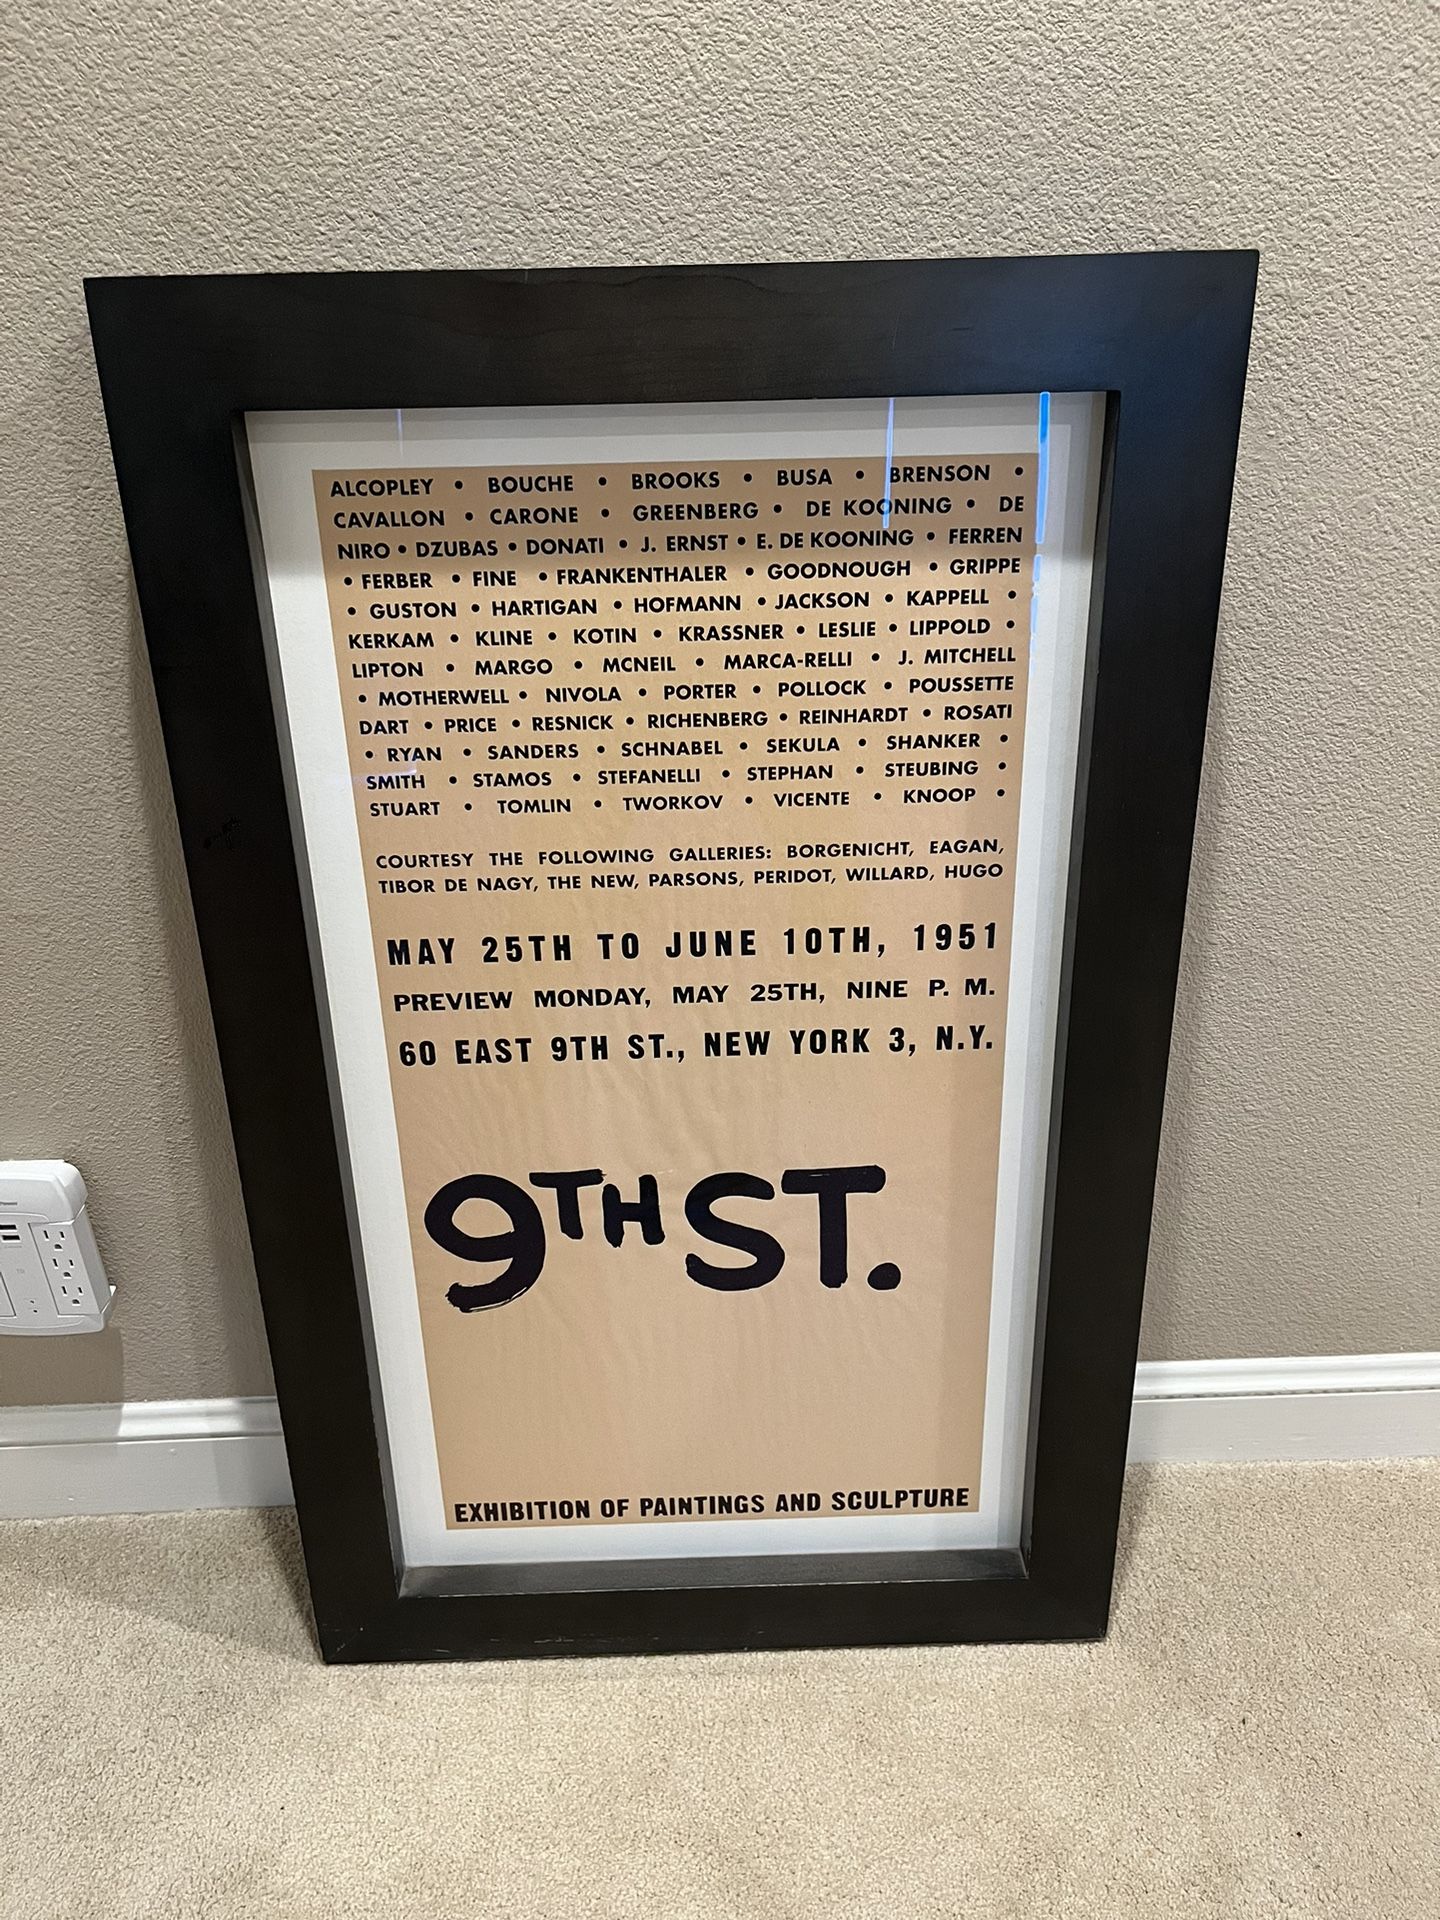 ALCOPLEY • BOUCHE • BROOKS • BUSA • BRENSON •
CAVALLON • CARONE • GREENBERG • DE KOONING • DE
NIRO • DZUBAS • DONATI • J. ERNST • E. DE KOONING • FERREN
• FERBER • FINE • FRANKENTHALER • GOODNOUGH • GRIPPE
• GUSTON • HARTIGAN • HOFMANN • JACKSON • KAPPELL •
KERKAM • KLINE • KOTIN • KRASSNER • LESLIE • LIPPOLD •
LIPTON • MARGO • MCNEIL • MARCA-RELLI • J. MITCHELL
• MOTHERWELL • NIVOLA • PORTER • POLLOCK • POUSSETTE
DART • PRICE • RESNICK • RICHENBERG • REINHARDT • ROSATI
• RYAN • SANDERS • SCHNABEL • SEKULA • SHANKER •
SMITH • STAMOS • STEFANELLI • STEPHAN • STEUBING •
STUART • TOMLIN • TWORKOV • VICENTE • KNOOP •
COURTESY THE FOLLOWING GALLERIES: BORGENICHT, EAGAN,
TIBOR DE NAGY, THE NEW, PARSONS, PERIDOT, WILLARD, HUGO
MAY 25TH TO JUNE 10TH, 1951
PREVIEW MONDAY, MAY 25TH, NINE P. M.
60 EAST 9TH ST., NEW YORK 3, N.Y.
9TH ST.
EXHIBITION OF PAINTINGS AND SCULPTURE